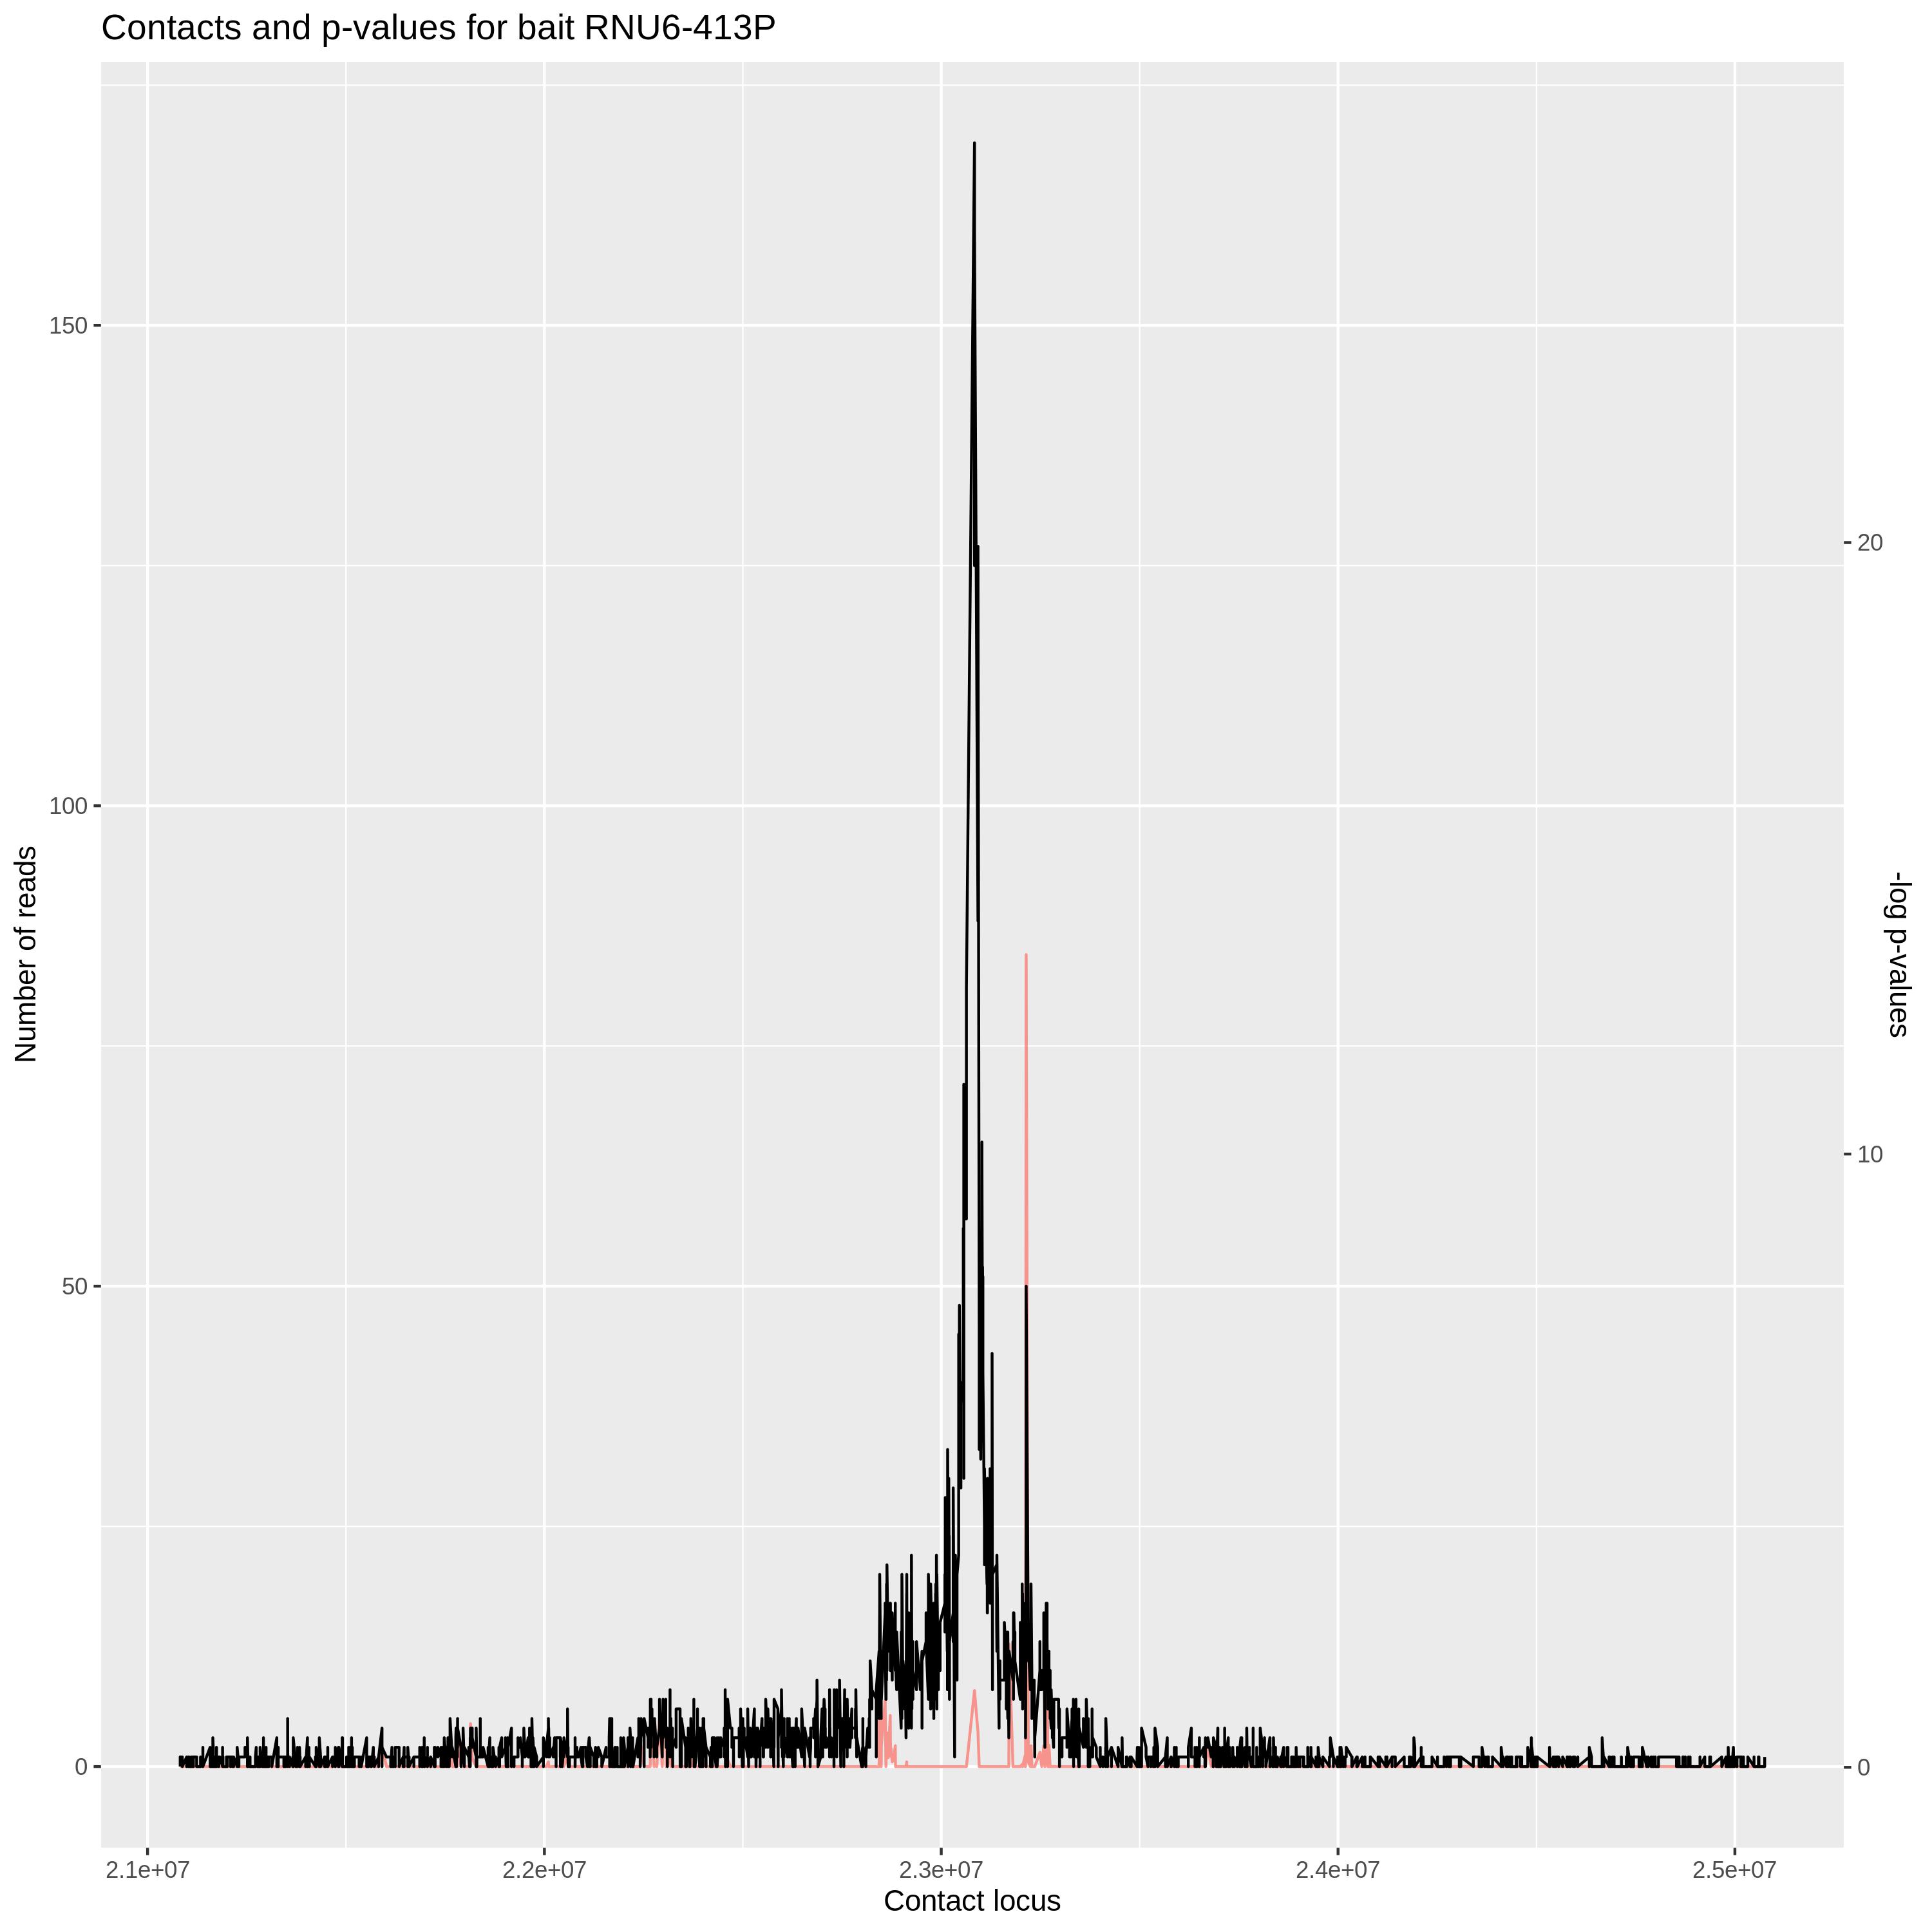 Contacts and p-values for bait RNU6-413P
150
100
50
0
Number of reads
20
10
0
-log p-values
2.1e+07
2.2e+07
2.3e+07
2.4e+07
2.5e+07
Contact locus